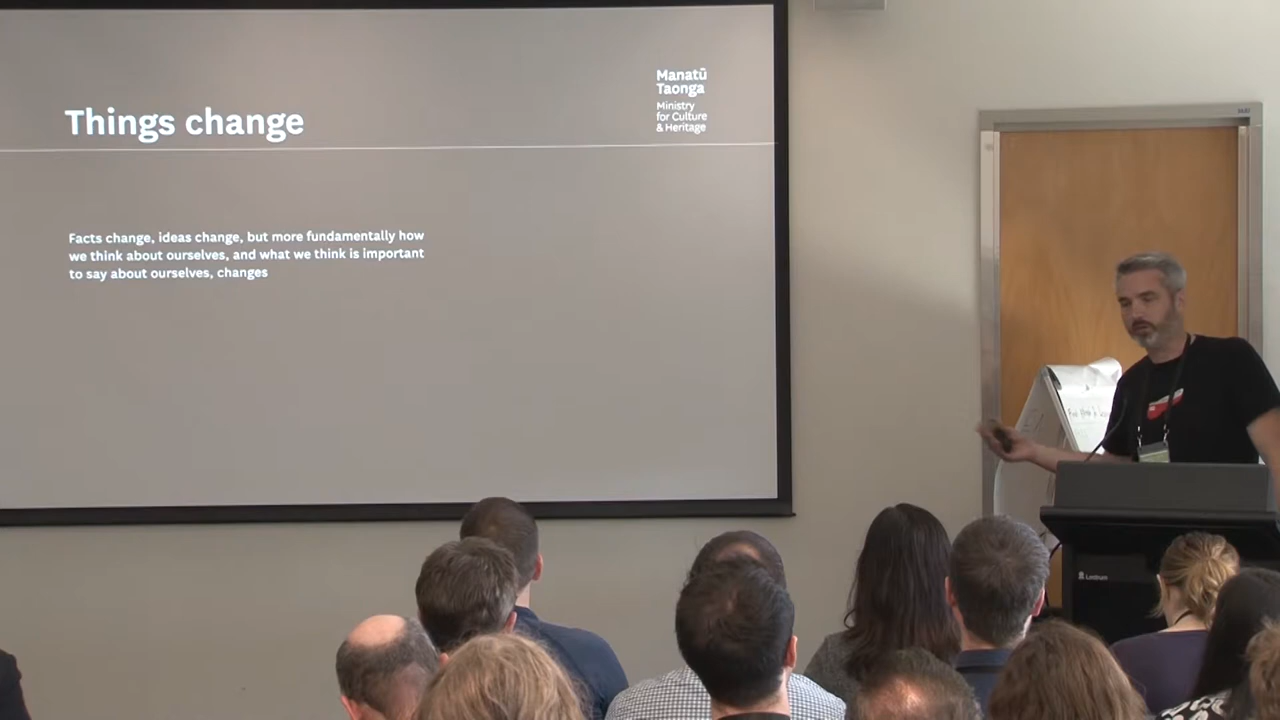 Manatū
Taonga
Ministry
for Culture
& Heritage
Things change
Facts change, ideas change, but more fundamentally how
we think about ourselves, and what we think is important
to say about ourselves, changes
Lectrum